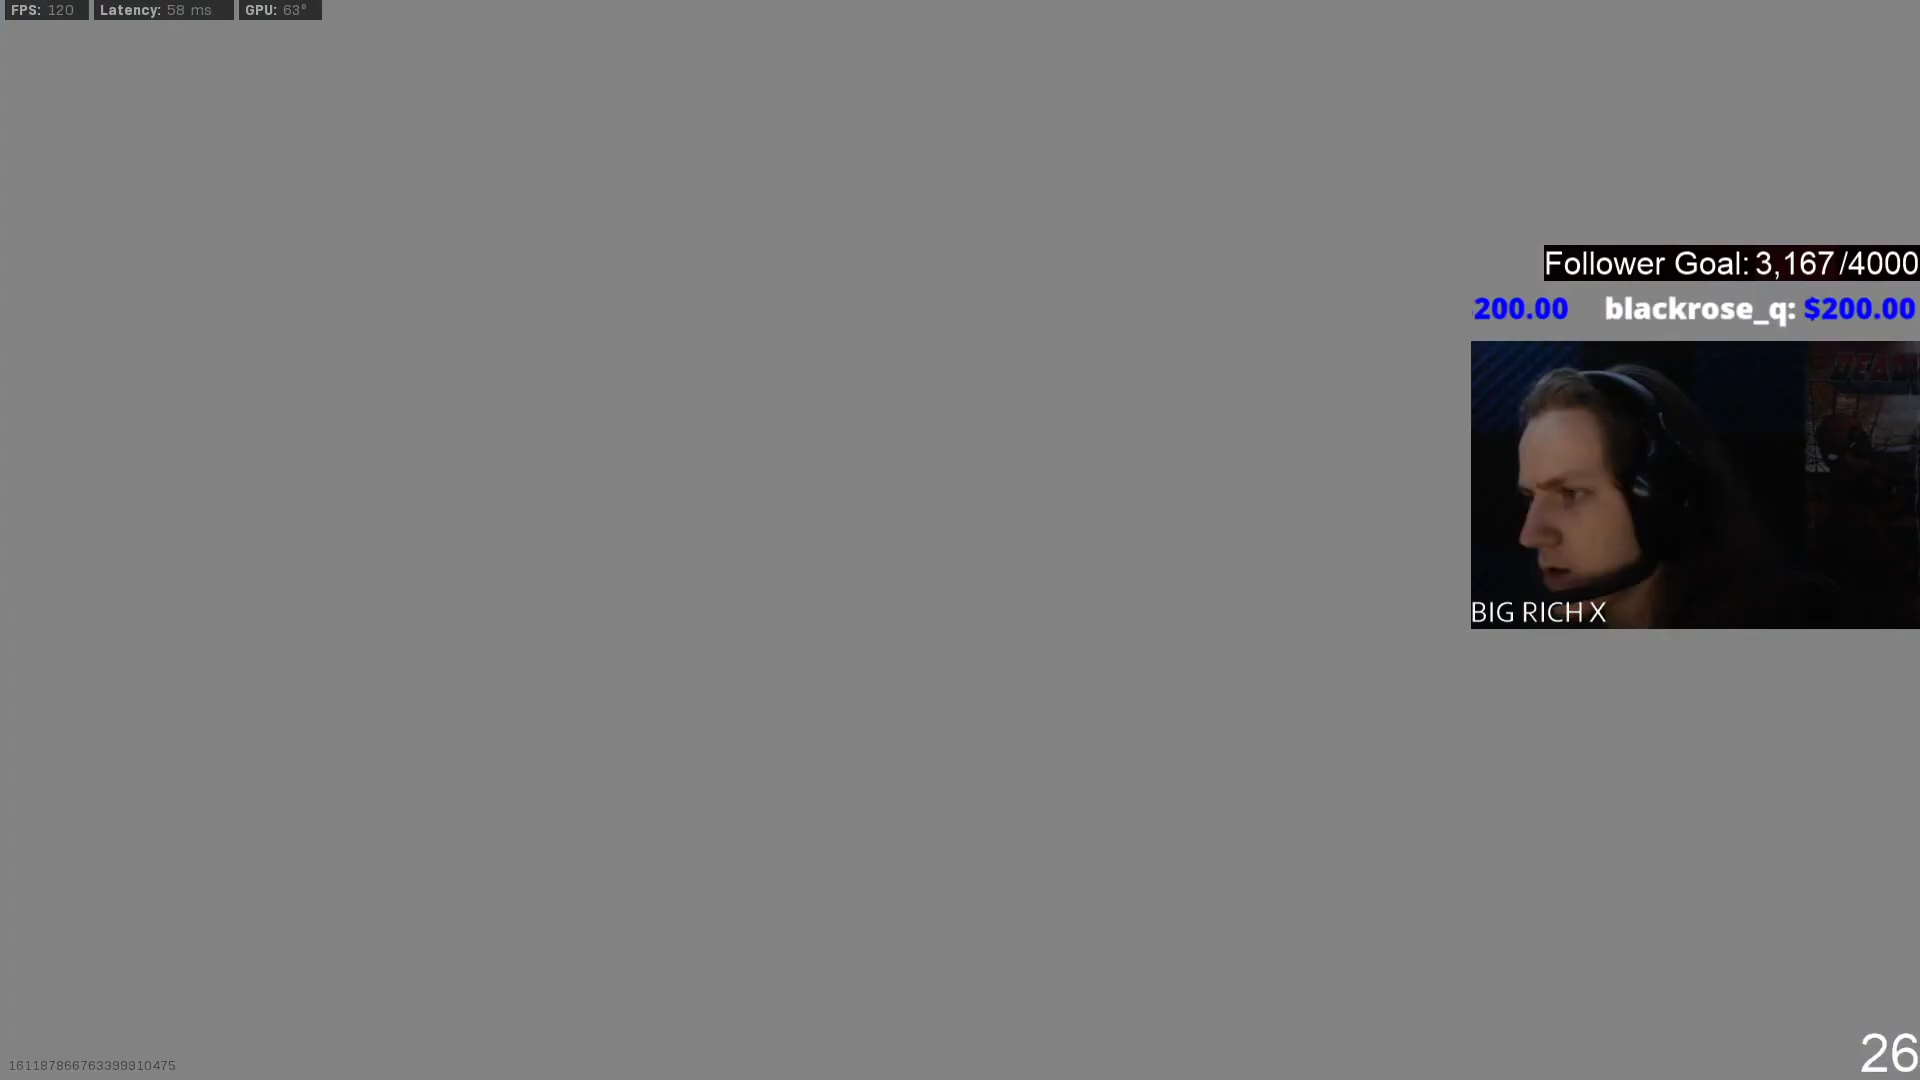 FPS: 120 Latency: 58 ms GPU: 63°
Follower Goal: 3,167/4000
200.00 blackrose_q: $200.00
DEAD
BIG RICH X
161187866763399910475
26